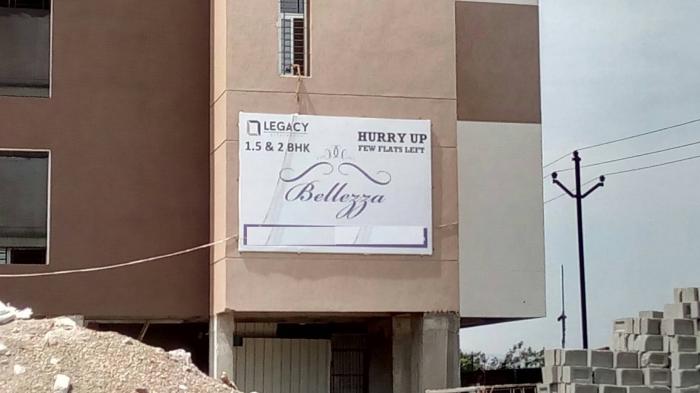 LEGACY
1.5 & 2 BHK
HURRY UP
FEW FLATS LEFT
Bellezza